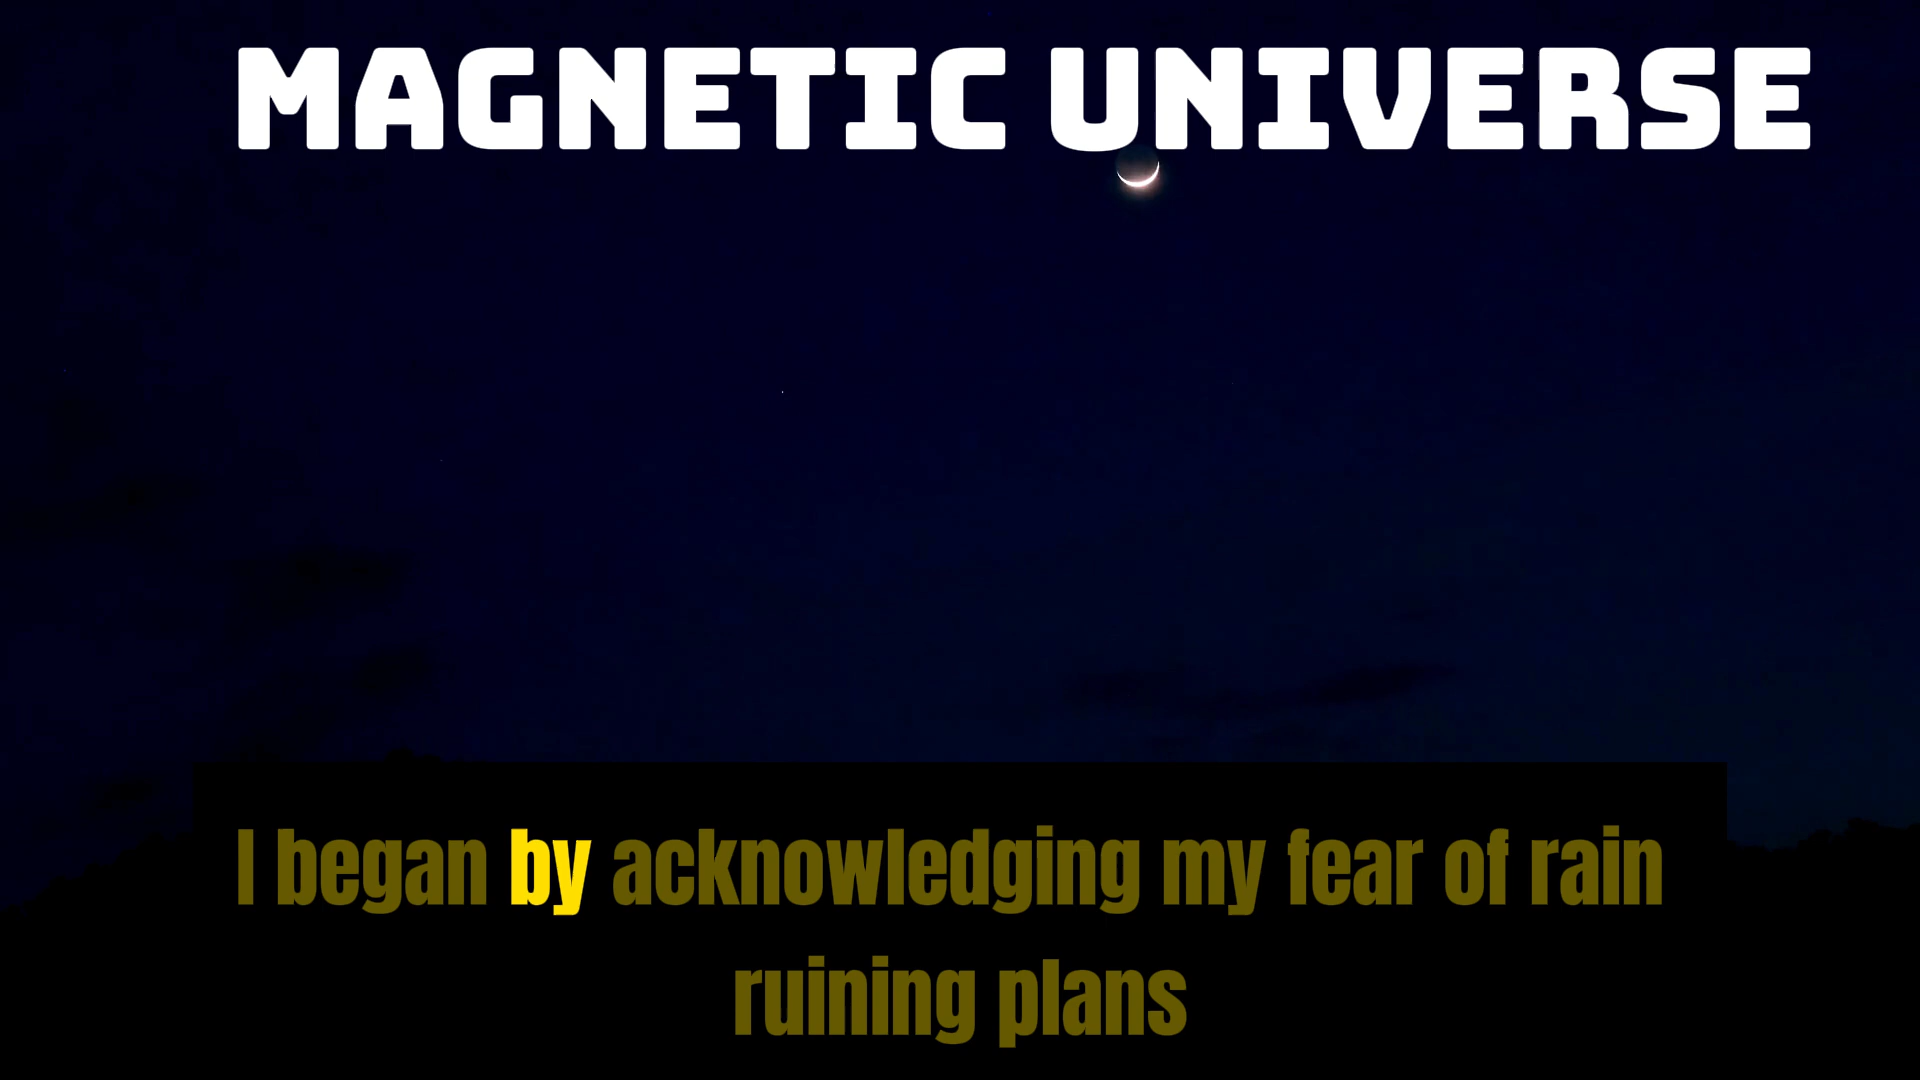 MAGNETIC UNIVERSE
I began by acknowledging my fear of rain
ruining plans